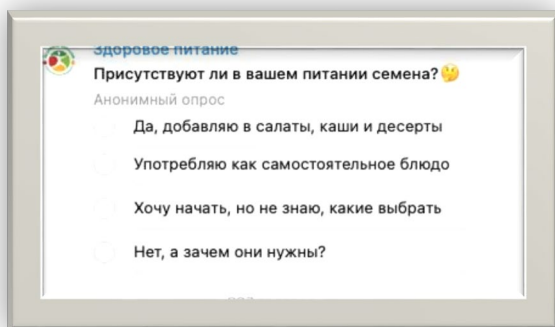 Здоровое питание
Присутствуют ли в вашем питании семена?🤔
Анонимный опрос
Да, добавляю в салаты, каши и десерты
Употребляю как самостоятельное блюдо
Хочу начать, но не знаю, какие выбрать
Нет, а зачем они нужны?